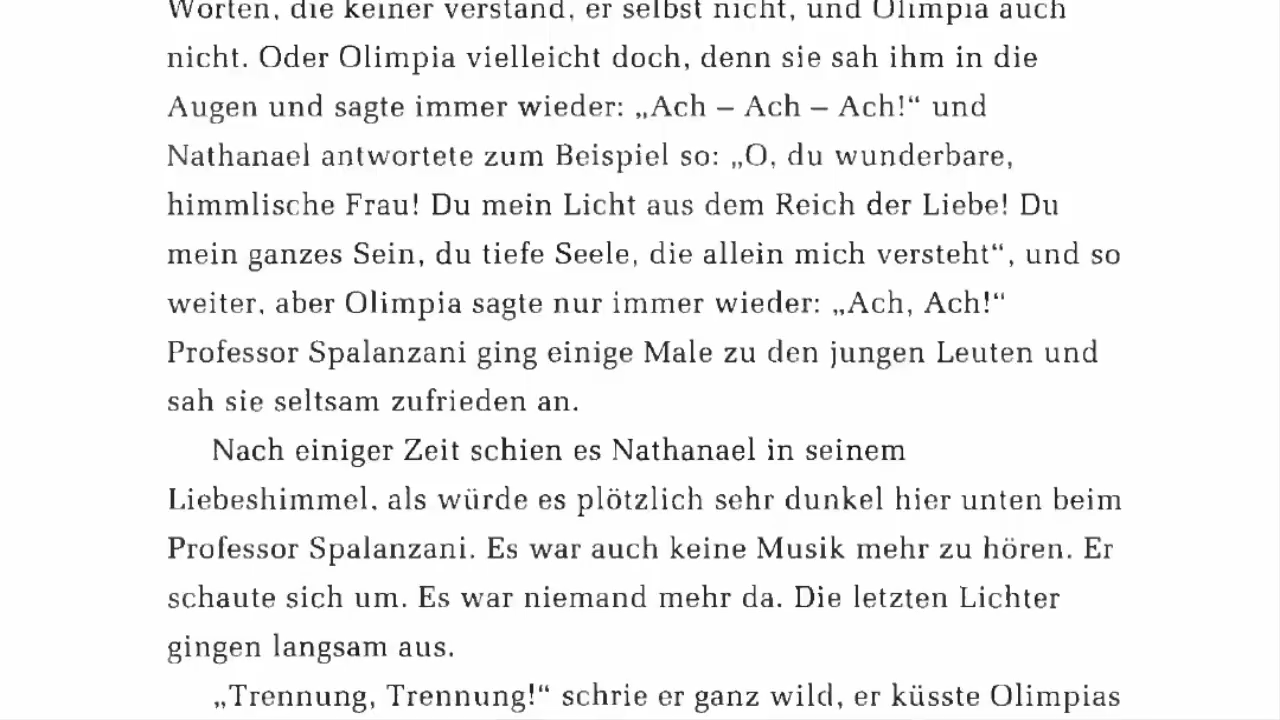 Worten, die keiner verstand, er selbst nicht, und Olimpia auch
nicht. Oder Olimpia vielleicht doch, denn sie sah ihm in die
Augen und sagte immer wieder: „Ach – Ach – Ach!“ und
Nathanael antwortete zum Beispiel so: „O, du wunderbare,
himmlische Frau! Du mein Licht aus dem Reich der Liebe! Du
mein ganzes Sein, du tiefe Seele, die allein mich versteht“, und so
weiter, aber Olimpia sagte nur immer wieder: „Ach, Ach!“
Professor Spalanzani ging einige Male zu den jungen Leuten und
sah sie seltsam zufrieden an.
Nach einiger Zeit schien es Nathanael in seinem
Liebeshimmel, als würde es plötzlich sehr dunkel hier unten beim
Professor Spalanzani. Es war auch keine Musik mehr zu hören. Er
schaute sich um. Es war niemand mehr da. Die letzten Lichter
gingen langsam aus.
„Trennung, Trennung!“ schrie er ganz wild, er küsste Olimpias